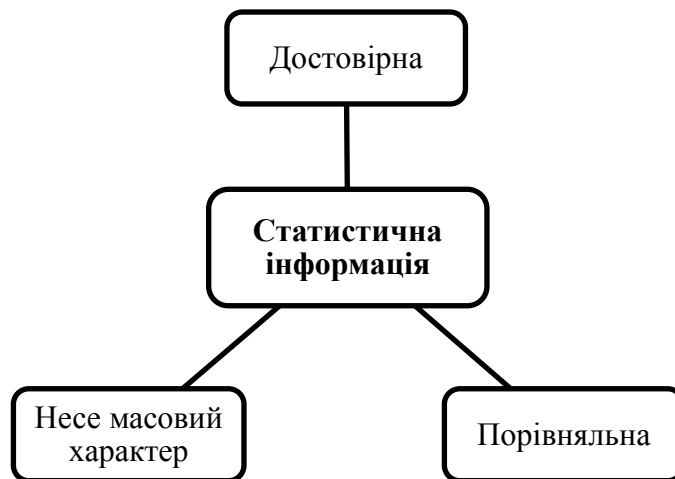 Достовірна
Статистична
інформація
Несе масовий
характер
Порівняльна